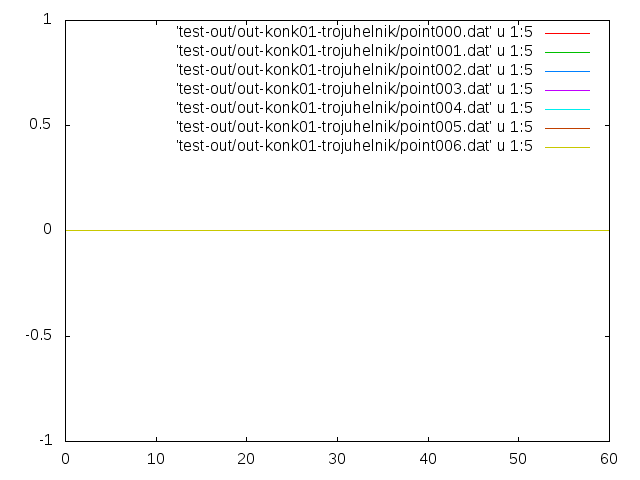 1
'test-out/out-konk01-trojuhelnik/point000.dat' u 1:5
'test-out/out-konk01-trojuhelnik/point001.dat' u 1:5
'test-out/out-konk01-trojuhelnik/point002.dat' u 1:5
'test-out/out-konk01-trojuhelnik/point003.dat' u 1:5
'test-out/out-konk01-trojuhelnik/point004.dat' u 1:5
'test-out/out-konk01-trojuhelnik/point005.dat' u 1:5
'test-out/out-konk01-trojuhelnik/point006.dat' u 1:5
0.5
0
-0.5
-1
0 10 20 30 40 50 60